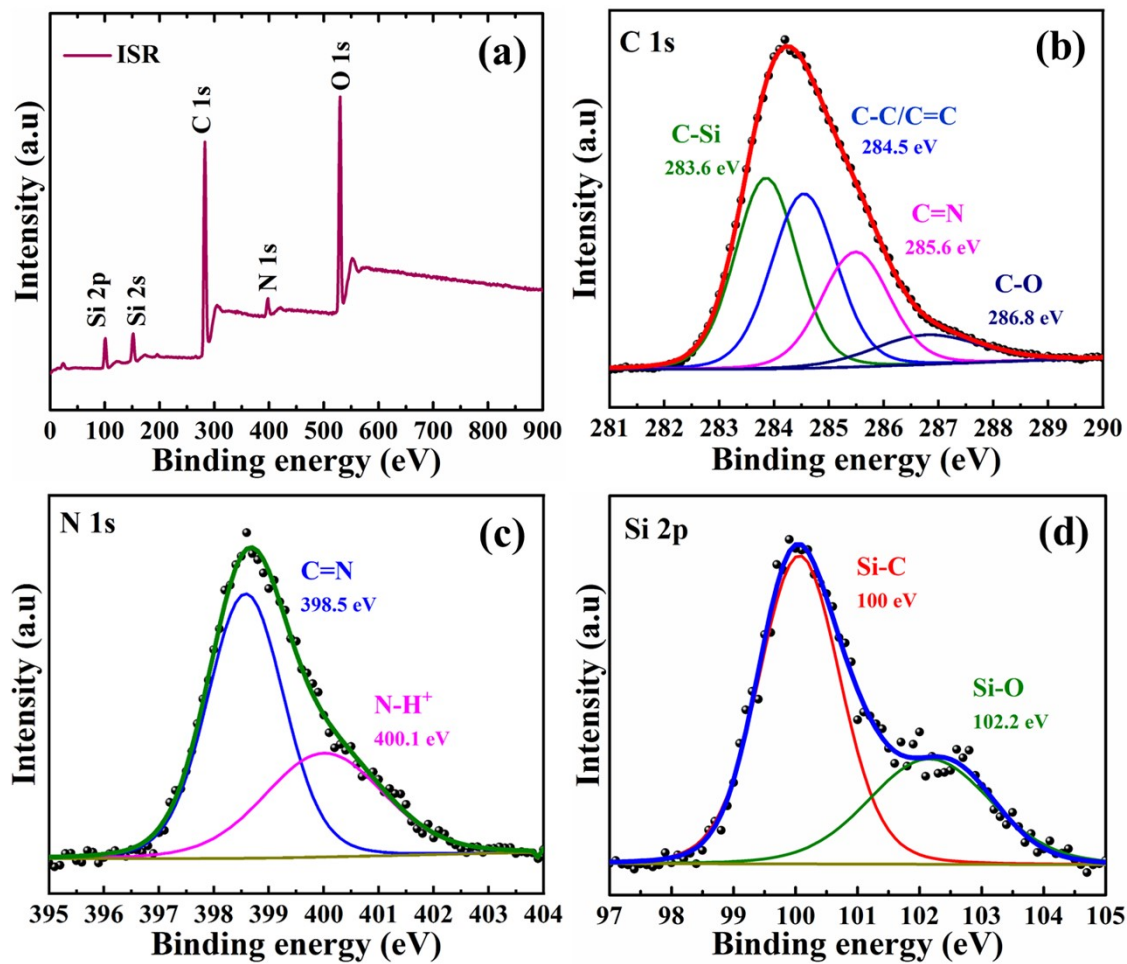 ISR
(a)
Si 2p
Si 2s
C 1s
N 1s
O 1s
Intensity (a.u)
0 100 200 300 400 500 600 700 800 900
Binding energy (eV)
C 1s
(b)
C-Si
283.6 eV
C-C/C=C
284.5 eV
C=N
285.6 eV
C-O
286.8 eV
Intensity (a.u)
281 282 283 284 285 286 287 288 289 290
Binding energy (eV)
N 1s
(c)
C=N
398.5 eV
N-H⁺
400.1 eV
Intensity (a.u)
395 396 397 398 399 400 401 402 403 404
Binding energy (eV)
Si 2p
(d)
Si-C
100 eV
Si-O
102.2 eV
Intensity (a.u)
97 98 99 100 101 102 103 104 105
Binding energy (eV)